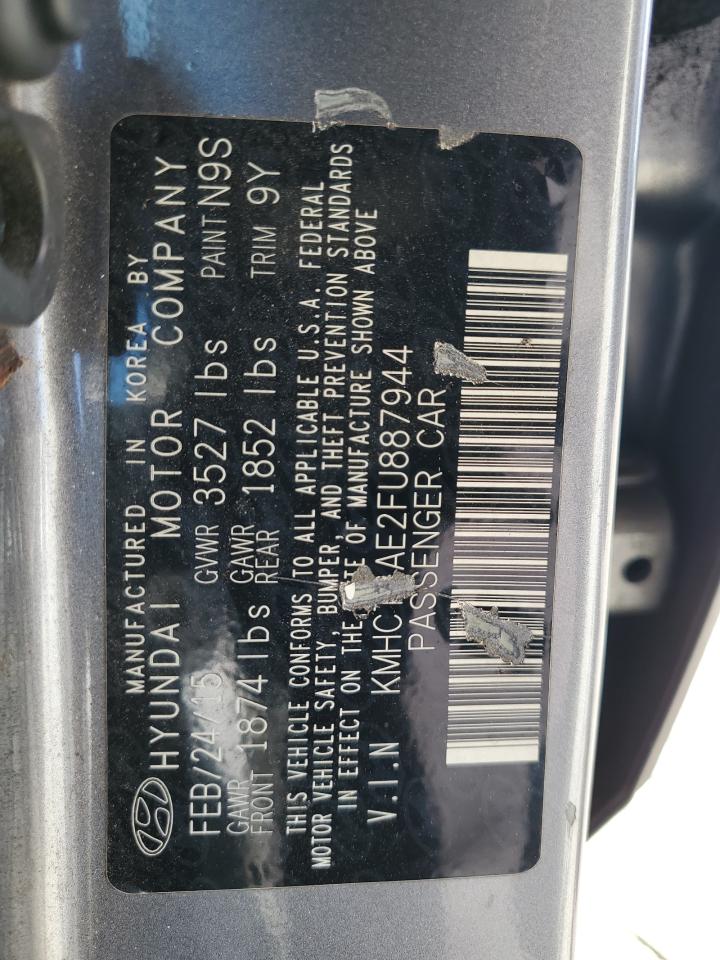 MANUFACTURED IN KOREA BY
HYUNDAI MOTOR COMPANY
FEB/24/15 GVWR 3527 lbs PAINT N9S
GAWR FRONT 1874 lbs GAWR REAR 1852 lbs TRIM 9Y
THIS VEHICLE CONFORMS TO ALL APPLICABLE U.S.A. FEDERAL
MOTOR VEHICLE SAFETY, BUMPER, AND THEFT PREVENTION STANDARDS
IN EFFECT ON THE OF MANUFACTURE SHOWN ABOVE
V.I.N KMHC AE2FU887944
PASSENGER CAR